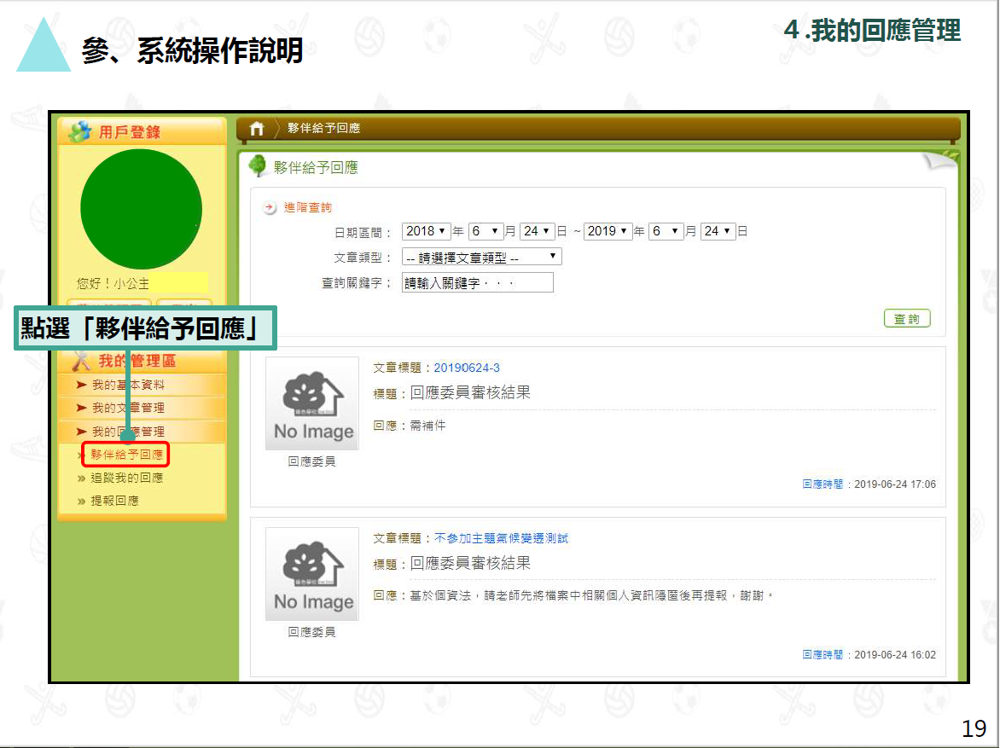 參、系統操作說明
4.我的回應管理
用戶登錄
您好！小公主
點選「夥伴給予回應」
我的管理區
我的基本資料
我的文章管理
我的回應管理
夥伴給予回應
追蹤我的回應
提報回應
夥伴給予回應
夥伴給予回應
進階查詢
日期區間： 2018 年 6 月 24 日 ~ 2019 年 6 月 24 日
文章類型： -- 請選擇文章類型 --
查詢關鍵字： 請輸入關鍵字．．．
查詢
No Image
回應委員
文章標題：20190624-3
標題：回應委員審核結果
回應：需補件
回應時間：2019-06-24 17:06
No Image
回應委員
文章標題：不參加主題氣候變遷測試
標題：回應委員審核結果
回應：基於個資法，請老師先將檔案中相關個人資訊隱匿後再提報，謝謝。
回應時間：2019-06-24 16:02
19